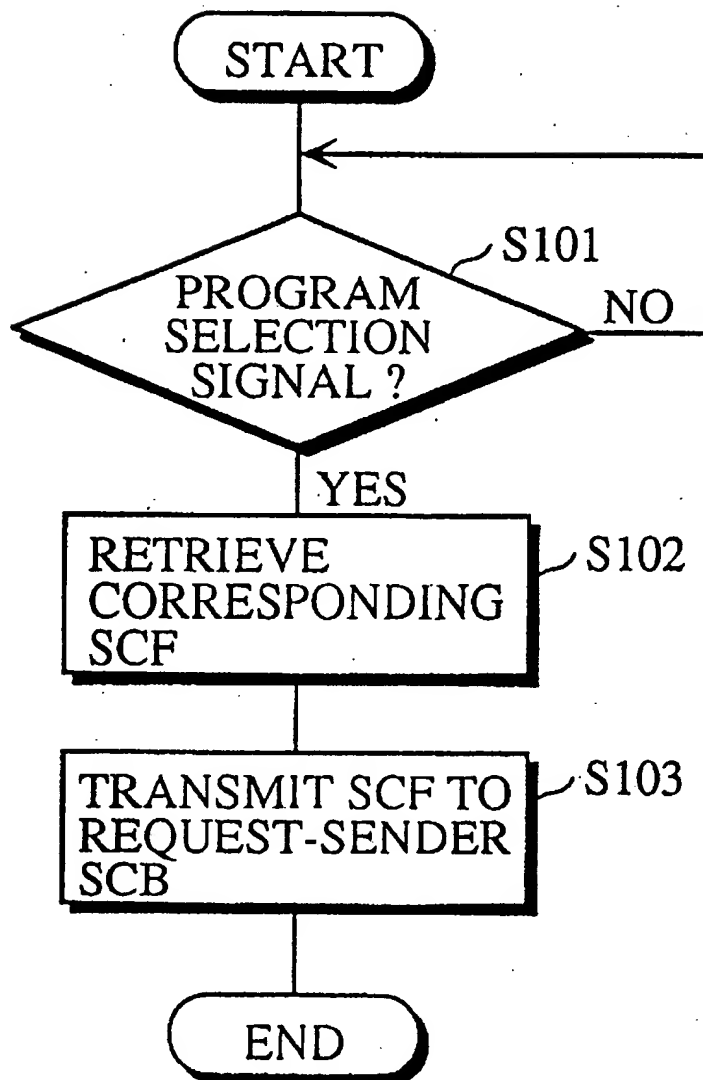 START
S101
PROGRAM
SELECTION
SIGNAL ?
NO
YES
RETRIEVE
CORRESPONDING
SCF
S102
TRANSMIT SCF TO
REQUEST-SENDER
SCB
S103
END